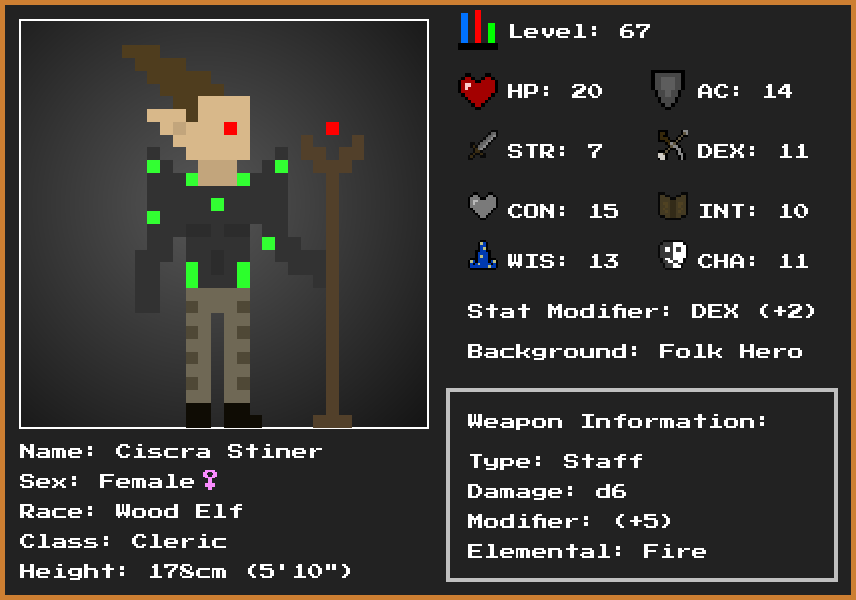 Level: 67
HP: 20 AC: 14
STR: 7 DEX: 11
CON: 15 INT: 10
WIS: 13 CHA: 11
Stat Modifier: DEX (+2)
Background: Folk Hero
Weapon Information:
Type: Staff
Damage: d6
Modifier: (+5)
Elemental: Fire
Name: Ciscra Stiner
Sex: Female♀
Race: Wood Elf
Class: Cleric
Height: 178cm (5'10")